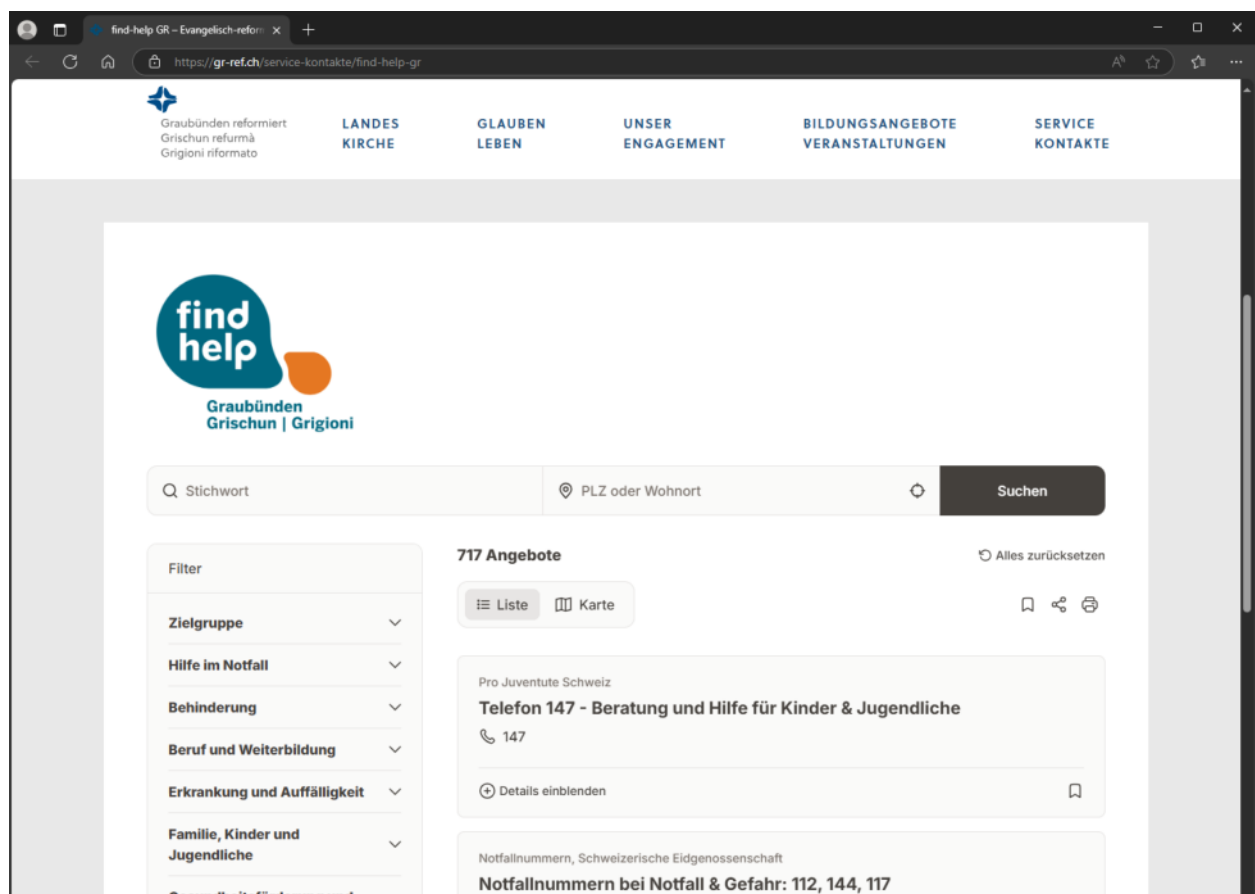 find-help GR – Evangelisch-reform
https://gr-ref.ch/service-kontakte/find-help-gr
Graubünden reformiert
Grischun refurmà
Grigioni riformato
LANDES
KIRCHE
GLAUBEN
LEBEN
UNSER
ENGAGEMENT
BILDUNGSANGEBOTE
VERANSTALTUNGEN
SERVICE
KONTAKTE
find
help
Graubünden
Grischun | Grigioni
Stichwort
PLZ oder Wohnort
Suchen
Filter
Zielgruppe
Hilfe im Notfall
Behinderung
Beruf und Weiterbildung
Erkrankung und Auffälligkeit
Familie, Kinder und
Jugendliche
717 Angebote
Alles zurücksetzen
Liste
Karte
Pro Juventute Schweiz
Telefon 147 - Beratung und Hilfe für Kinder & Jugendliche
147
Details einblenden
Notfallnummern, Schweizerische Eidgenossenschaft
Notfallnummern bei Notfall & Gefahr: 112, 144, 117